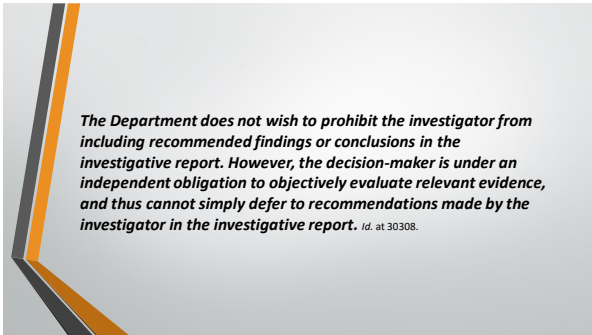 The Department does not wish to prohibit the investigator from
including recommended findings or conclusions in the
investigative report. However, the decision-maker is under an
independent obligation to objectively evaluate relevant evidence,
and thus cannot simply defer to recommendations made by the
investigator in the investigative report. Id. at 30308.